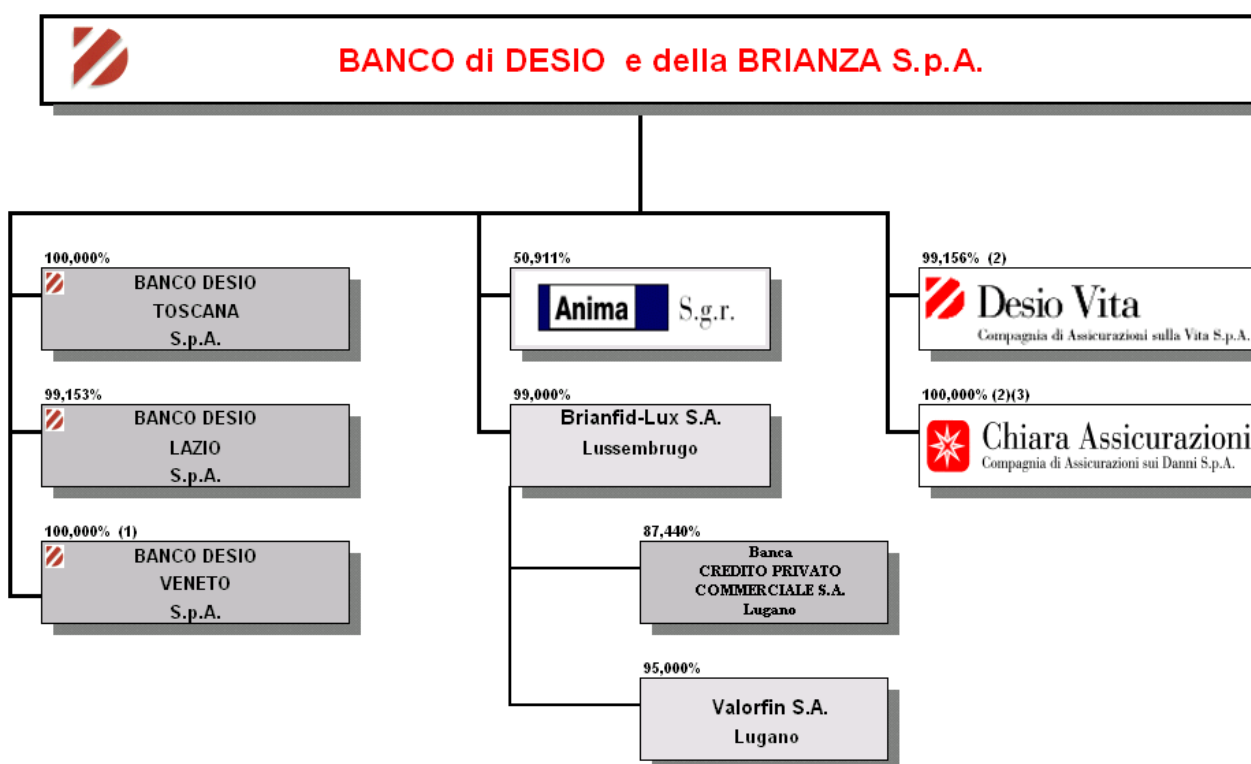 BANCO di DESIO e della BRIANZA S.p.A.
100,000%
BANCO DESIO
TOSCANA
S.p.A.
99,153%
BANCO DESIO
LAZIO
S.p.A.
100,000% (1)
BANCO DESIO
VENETO
S.p.A.
50,911%
Anima S.g.r.
99,000%
Brianfid-Lux S.A.
Lussembrugo
87,440%
Banca
CREDITO PRIVATO
COMMERCIALE S.A.
Lugano
95,000%
Valorfin S.A.
Lugano
99,156% (2)
Desio Vita
Compagnia di Assicurazioni sulla Vita S.p.A.
100,000% (2)(3)
Chiara Assicurazioni
Compagnia di Assicurazioni sui Danni S.p.A.